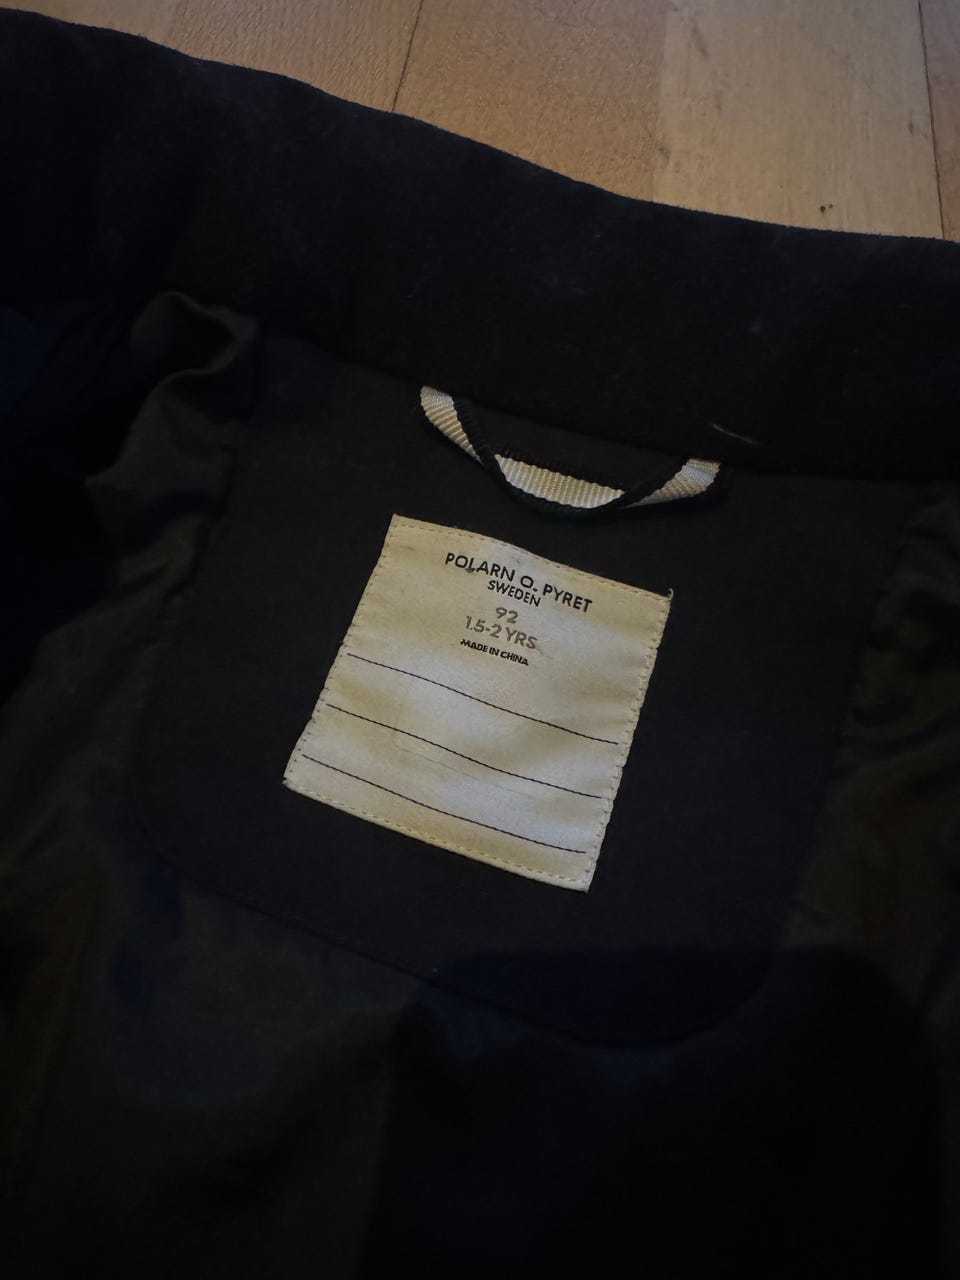 POLARN O. PYRET
SWEDEN
92
1.5-2 YRS
MADE IN CHINA